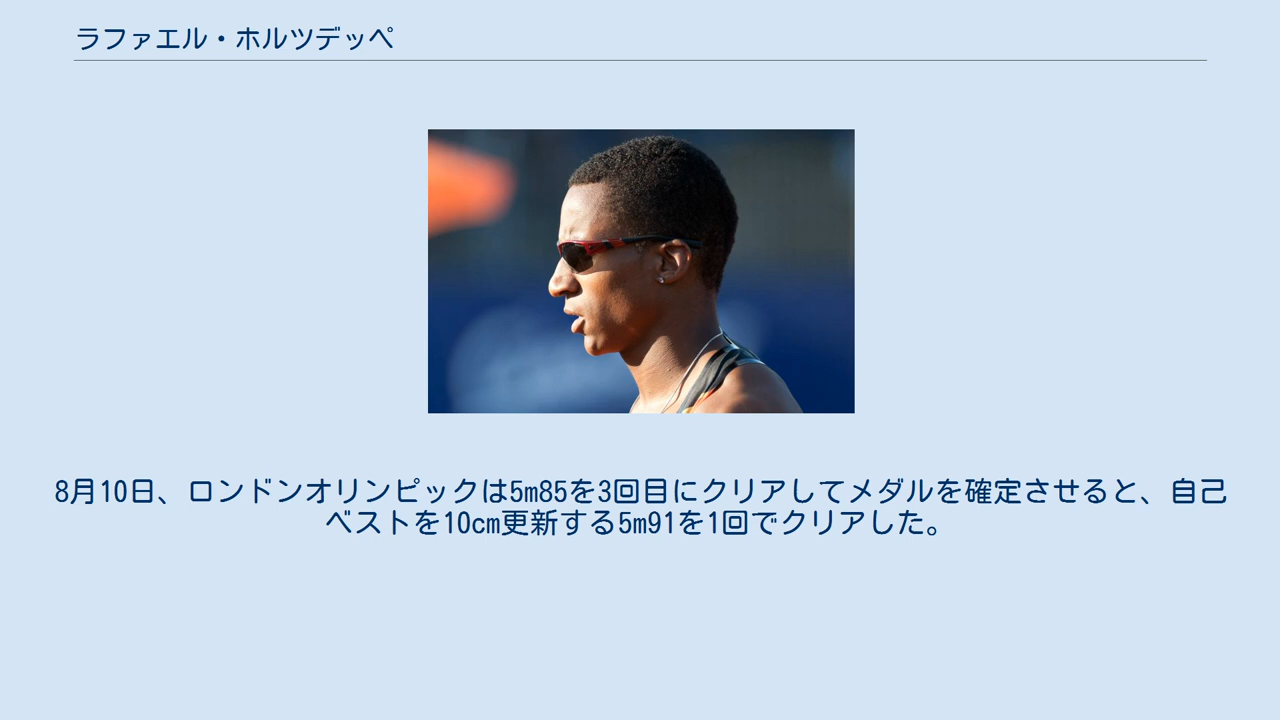 ラファエル・ホルツデッペ
8月10日、ロンドンオリンピックは5m85を3回目にクリアしてメダルを確定させると、自己
ベストを10cm更新する5m91を1回でクリアした。